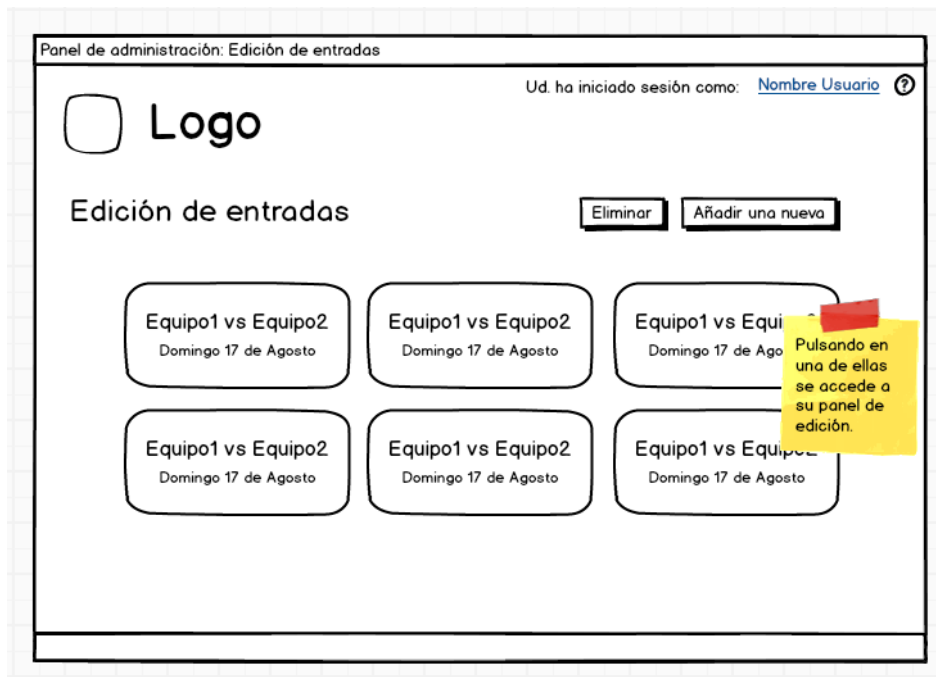 Panel de administración: Edición de entradas
Ud. ha iniciado sesión como: Nombre Usuario ?
Logo
Edición de entradas
Eliminar Añadir una nueva
Equipo1 vs Equipo2 Equipo1 vs Equipo2 Equipo1 vs
Domingo 17 de Agosto Domingo 17 de Agosto Domingo 17 de
Pulsando en
una de ellas
se accede a
su panel de
edición.
Equipo1 vs Equipo2 Equipo1 vs Equipo2 Equipo1 vs Equipo2
Domingo 17 de Agosto Domingo 17 de Agosto Domingo 17 de Agosto